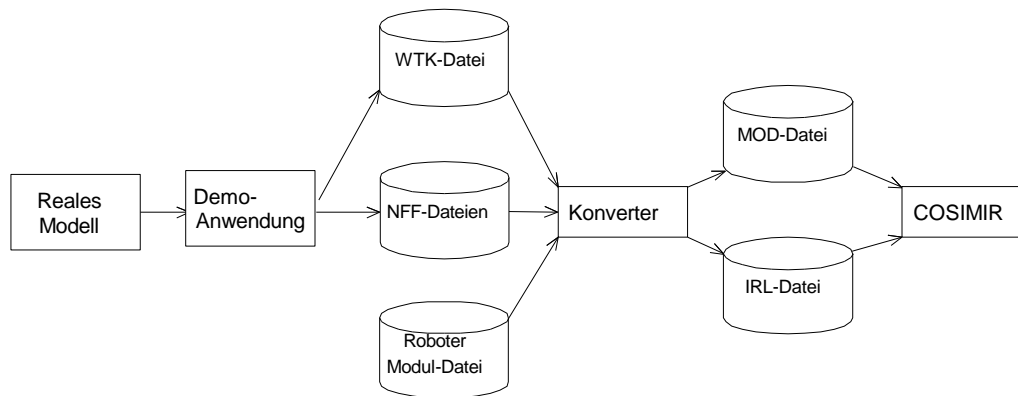 Reales
Modell
Demo-
Anwendung
WTK-Datei
NFF-Dateien
Roboter
Modul-Datei
Konverter
MOD-Datei
IRL-Datei
COSIMIR